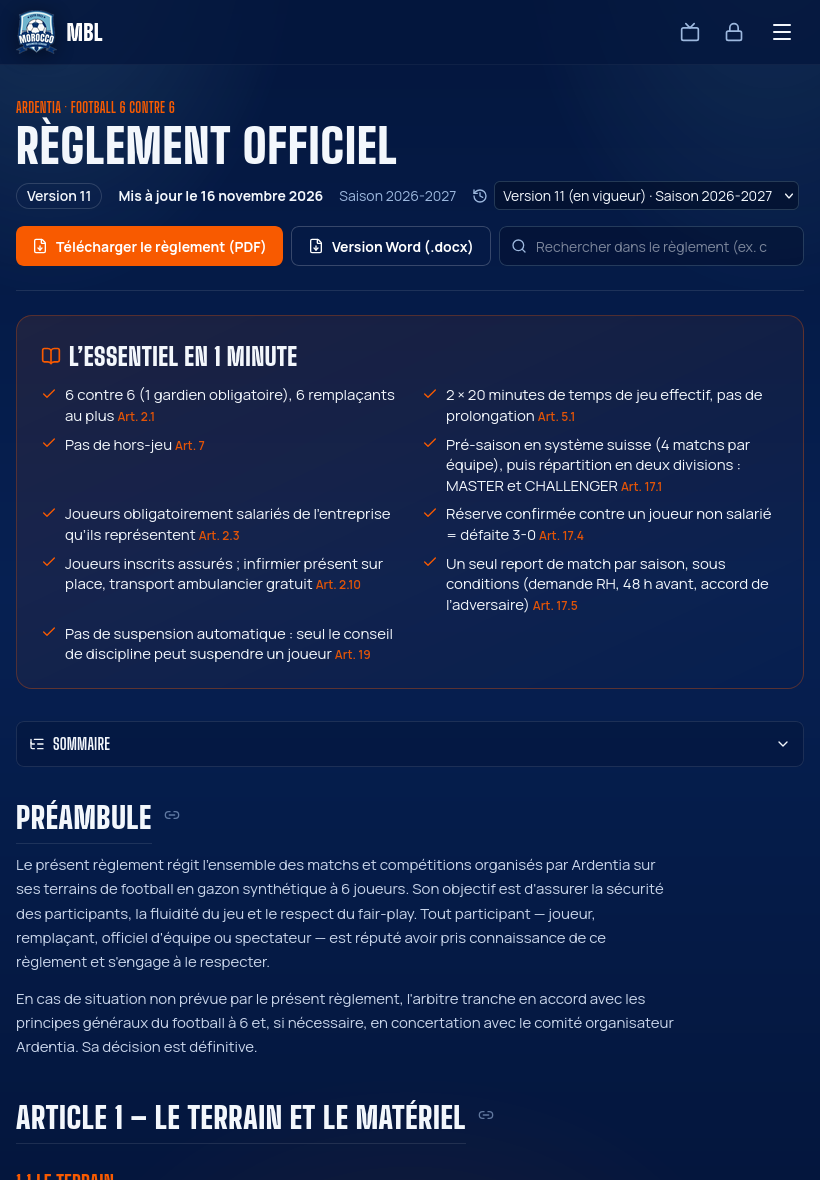 MOROCCO
MBL
ARDENTIA · FOOTBALL 6 CONTRE 6
RÈGLEMENT OFFICIEL
Version 11
Mis à jour le 16 novembre 2026
Saison 2026-2027
Version 11 (en vigueur) · Saison 2026-2027
Télécharger le règlement (PDF)
Version Word (.docx)
Rechercher dans le règlement (ex. c
L'ESSENTIEL EN 1 MINUTE
6 contre 6 (1 gardien obligatoire), 6 remplaçants
au plus Art. 2.1
2 × 20 minutes de temps de jeu effectif, pas de
prolongation Art. 5.1
Pas de hors-jeu Art. 7
Pré-saison en système suisse (4 matchs par
équipe), puis répartition en deux divisions :
MASTER et CHALLENGER Art. 17.1
Joueurs obligatoirement salariés de l'entreprise
qu'ils représentent Art. 2.3
Réserve confirmée contre un joueur non salarié
= défaite 3-0 Art. 17.4
Joueurs inscrits assurés ; infirmier présent sur
place, transport ambulancier gratuit Art. 2.10
Un seul report de match par saison, sous
conditions (demande RH, 48 h avant, accord de
l'adversaire) Art. 17.5
Pas de suspension automatique : seul le conseil
de discipline peut suspendre un joueur Art. 19
SOMMAIRE
PRÉAMBULE
Le présent règlement régit l'ensemble des matchs et compétitions organisés par Ardentia sur
ses terrains de football en gazon synthétique à 6 joueurs. Son objectif est d'assurer la sécurité
des participants, la fluidité du jeu et le respect du fair-play. Tout participant — joueur,
remplaçant, officiel d'équipe ou spectateur — est réputé avoir pris connaissance de ce
règlement et s'engage à le respecter.
En cas de situation non prévue par le présent règlement, l'arbitre tranche en accord avec les
principes généraux du football à 6 et, si nécessaire, en concertation avec le comité organisateur
Ardentia. Sa décision est définitive.
ARTICLE 1 – LE TERRAIN ET LE MATÉRIEL
1.1 LE TERRAIN